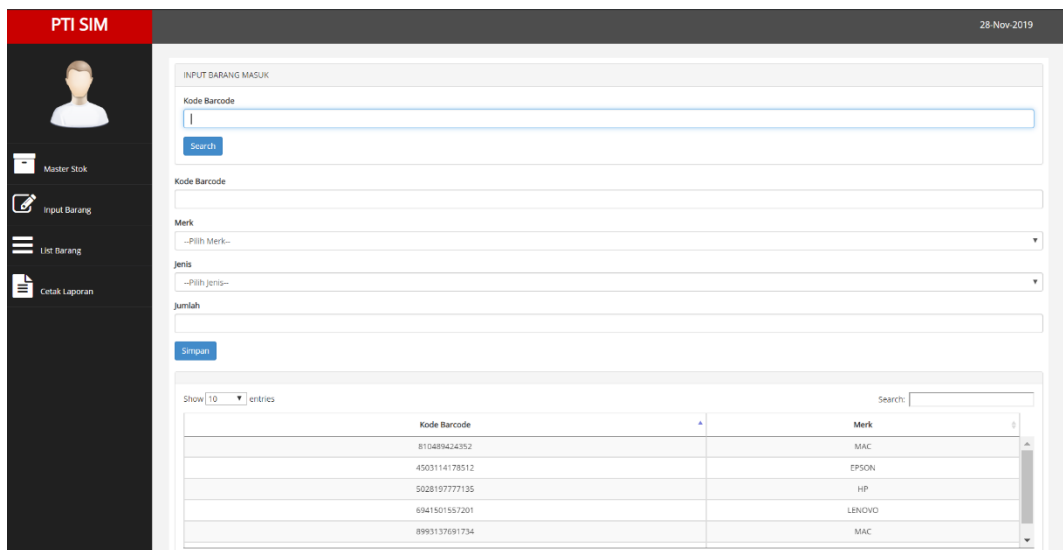 PTI SIM
28-Nov-2019
Master Stok
Input Barang
List Barang
Cetak Laporan
INPUT BARANG MASUK
Kode Barcode
Search
Kode Barcode
Merk
--Pilih Merk--
Jenis
--Pilih Jenis--
Jumlah
Simpan
Show 10 entries Search:
Kode Barcode Merk
810489424352 MAC
4503114178512 EPSON
5028197777135 HP
6941501557201 LENOVO
8993137691734 MAC